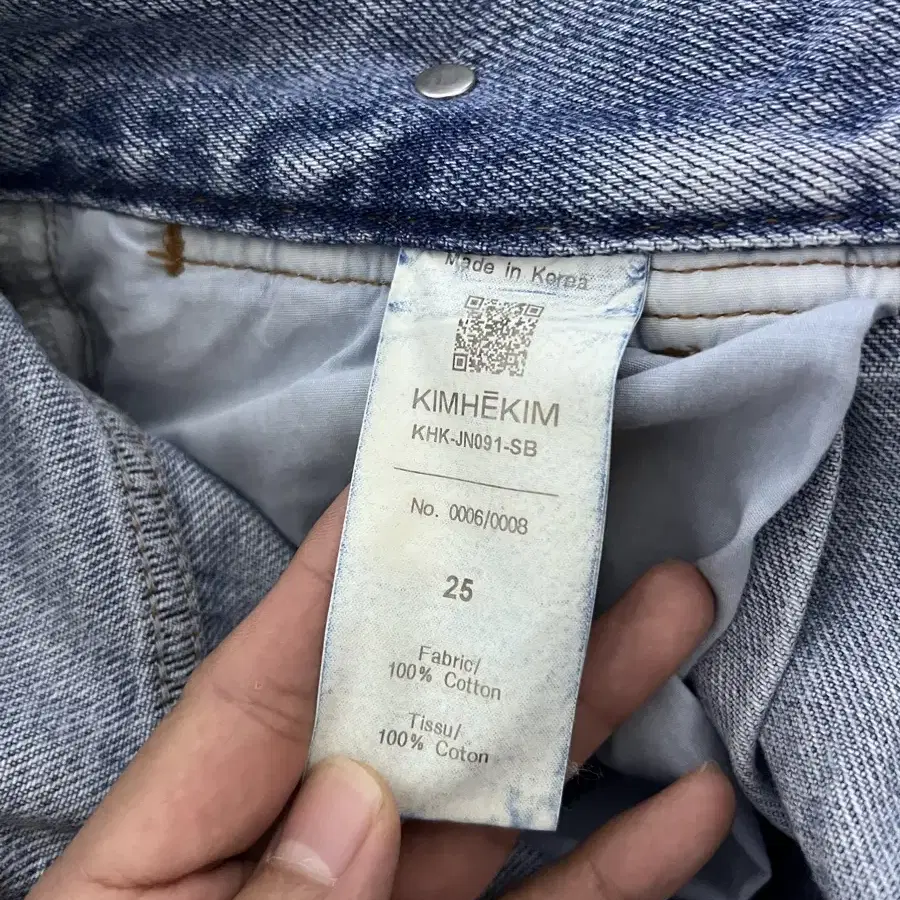 Made in Korea
KIMHĒKIM
KHK-JN091-SB
No. 0006/0008
25
Fabric/
100% Cotton
Tissu/
100% Coton